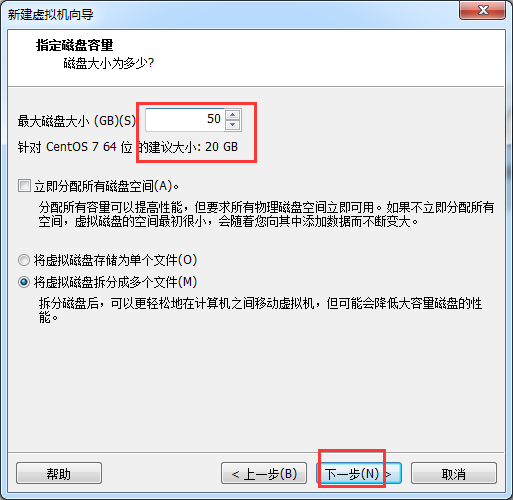 新建虚拟机向导
指定磁盘容量
磁盘大小为多少?
最大磁盘大小 (GB)(S) 50
针对 CentOS 7 64 位 的建议大小: 20 GB
立即分配所有磁盘空间(A)。
分配所有容量可以提高性能，但要求所有物理磁盘空间立即可用。如果不立即分配所有
空间，虚拟磁盘的空间最初很小，会随着您向其中添加数据而不断变大。
将虚拟磁盘存储为单个文件(O)
将虚拟磁盘拆分成多个文件(M)
拆分磁盘后，可以更轻松地在计算机之间移动虚拟机，但可能会降低大容量磁盘的性
能。
帮助 < 上一步(B) 下一步(N) > 取消